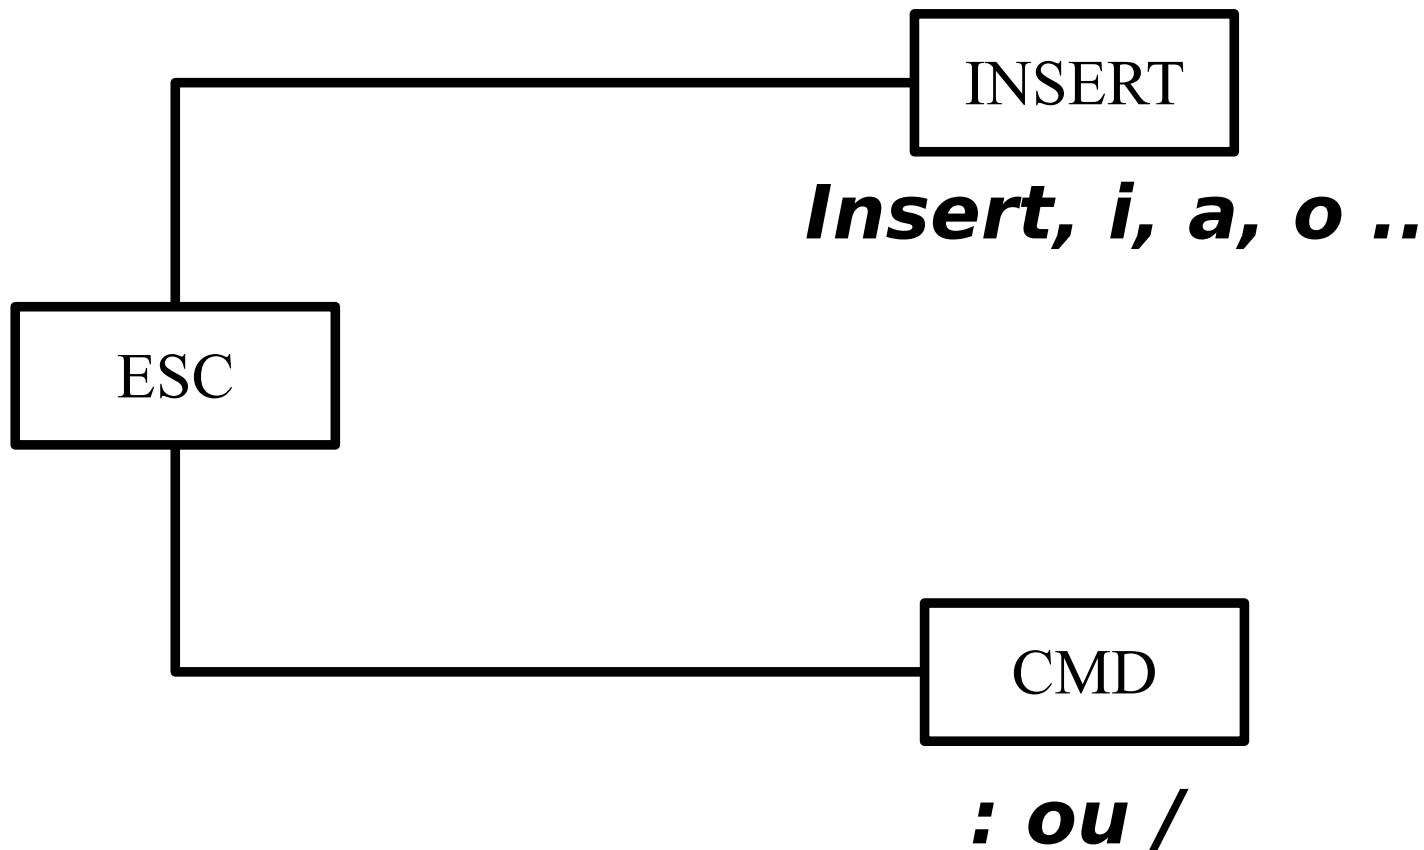 INSERT
Insert, i, a, o ..
ESC
CMD
: ou /